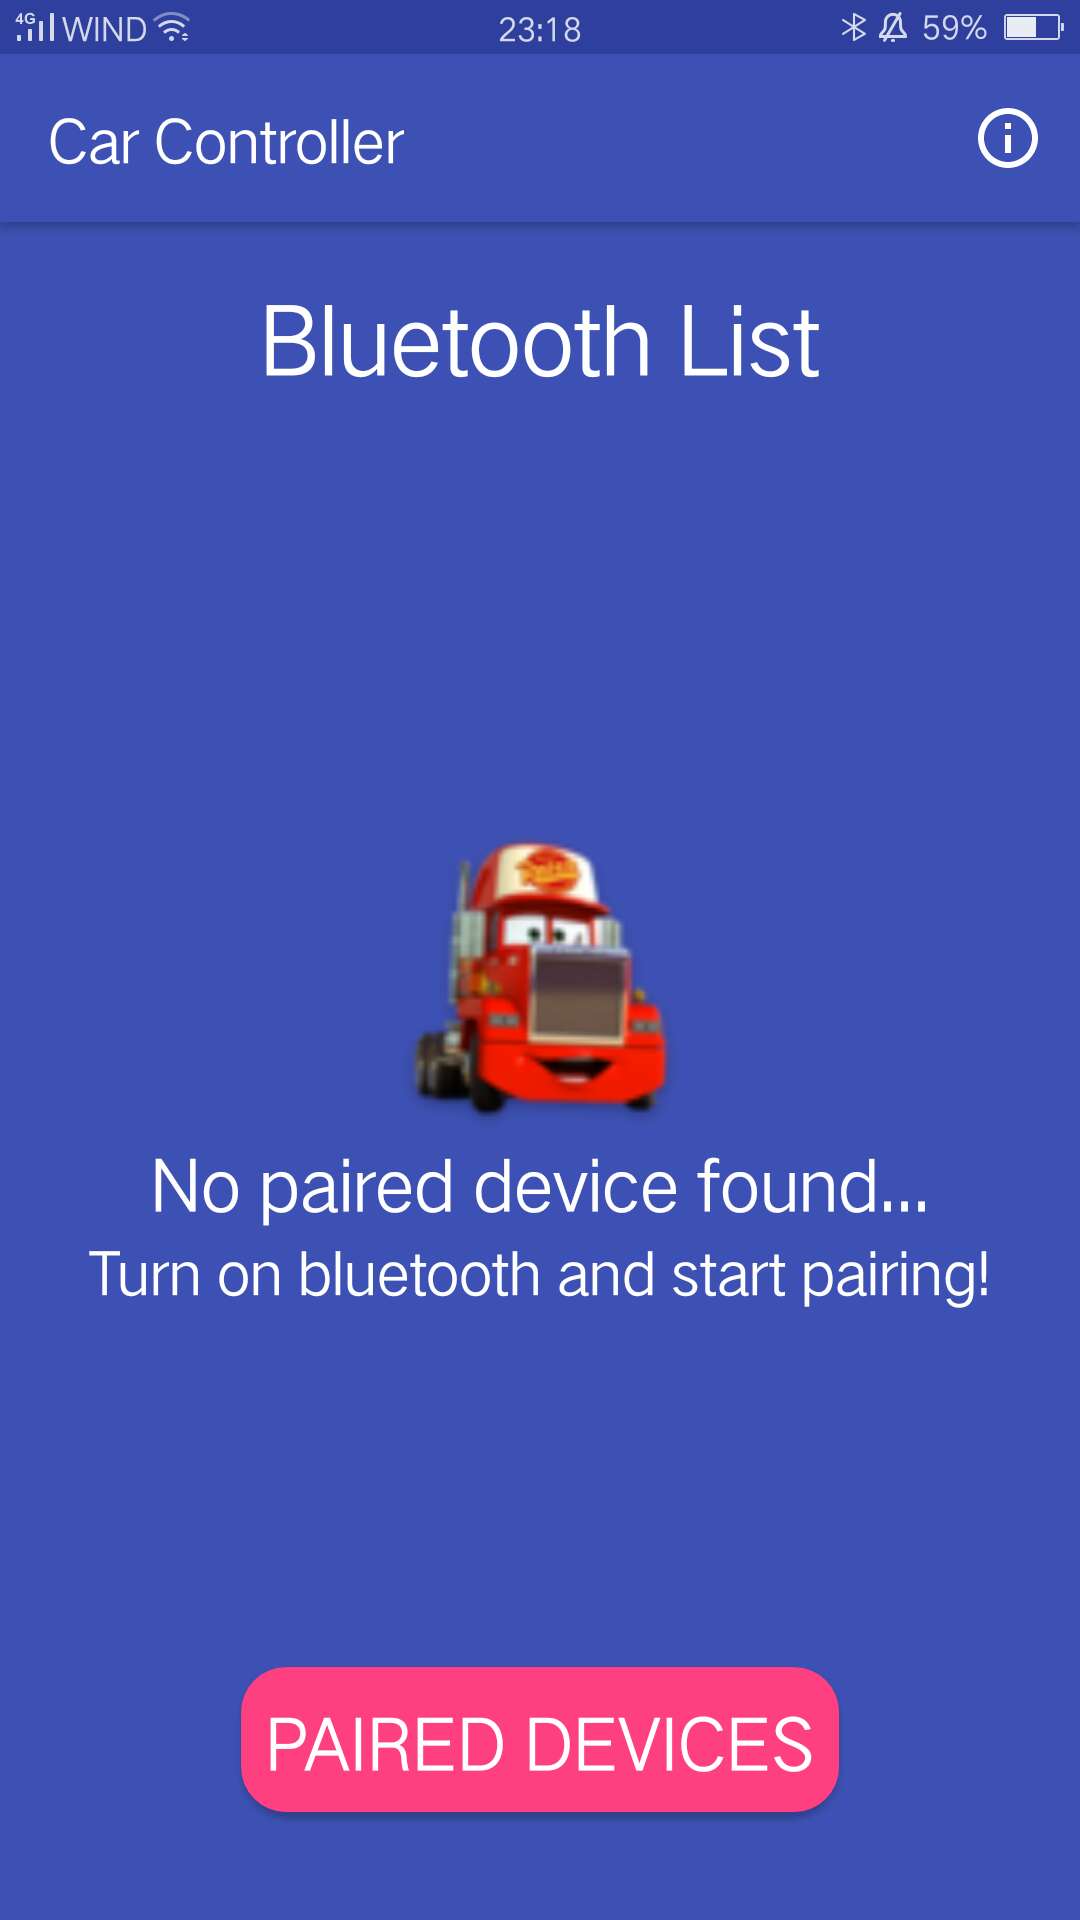 4G WIND 23:18 59%
Car Controller
Bluetooth List
No paired device found...
Turn on bluetooth and start pairing!
PAIRED DEVICES